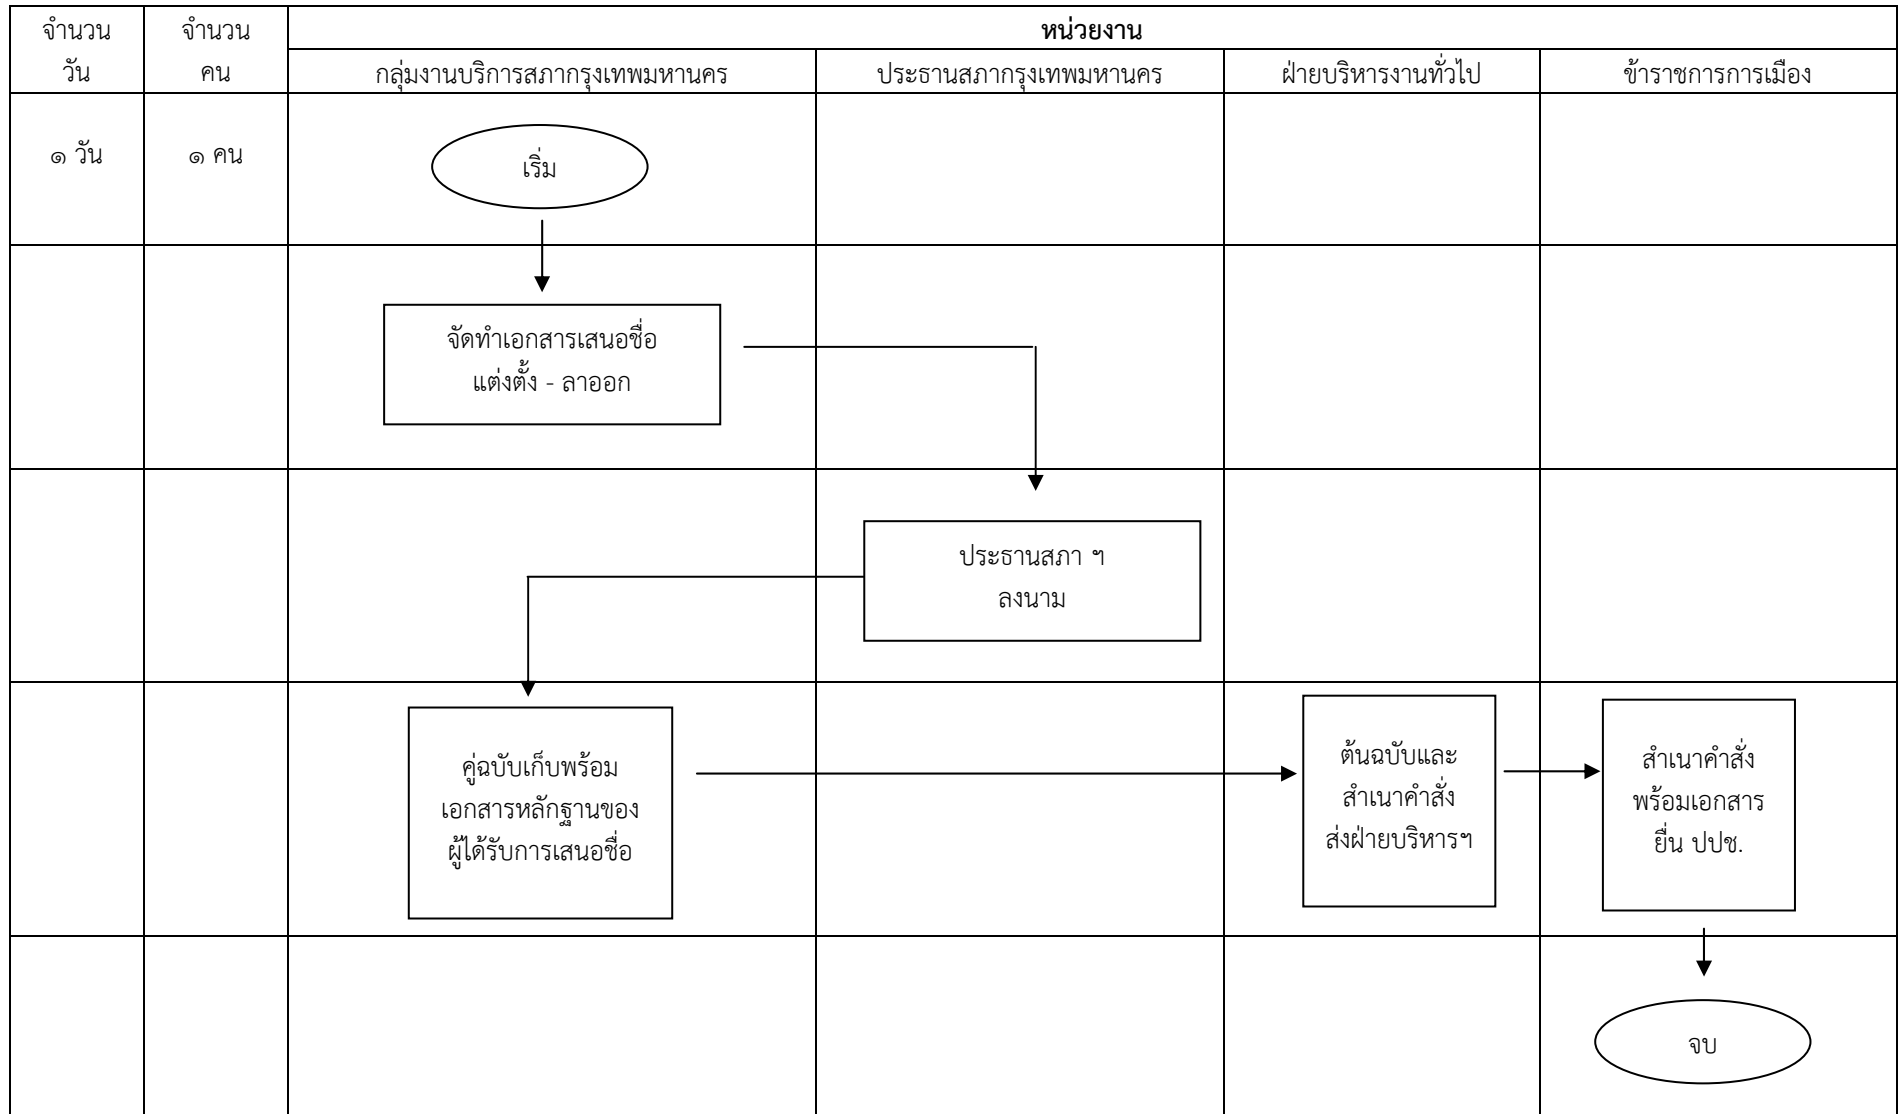 จำนวน
วัน
จำนวน
คน
หน่วยงาน
กลุ่มงานบริการสภากรุงเทพมหานคร
ประธานสภากรุงเทพมหานคร
ฝ่ายบริหารงานทั่วไป
ข้าราชการการเมือง
๑ วัน
๑ คน
เริ่ม
จัดทำเอกสารเสนอชื่อ
แต่งตั้ง - ลาออก
ประธานสภา ฯ
ลงนาม
คู่ฉบับเก็บพร้อม
เอกสารหลักฐานของ
ผู้ได้รับการเสนอชื่อ
ต้นฉบับและ
สำเนาคำสั่ง
ส่งฝ่ายบริหารฯ
สำเนาคำสั่ง
พร้อมเอกสาร
ยื่น ปปช.
จบ